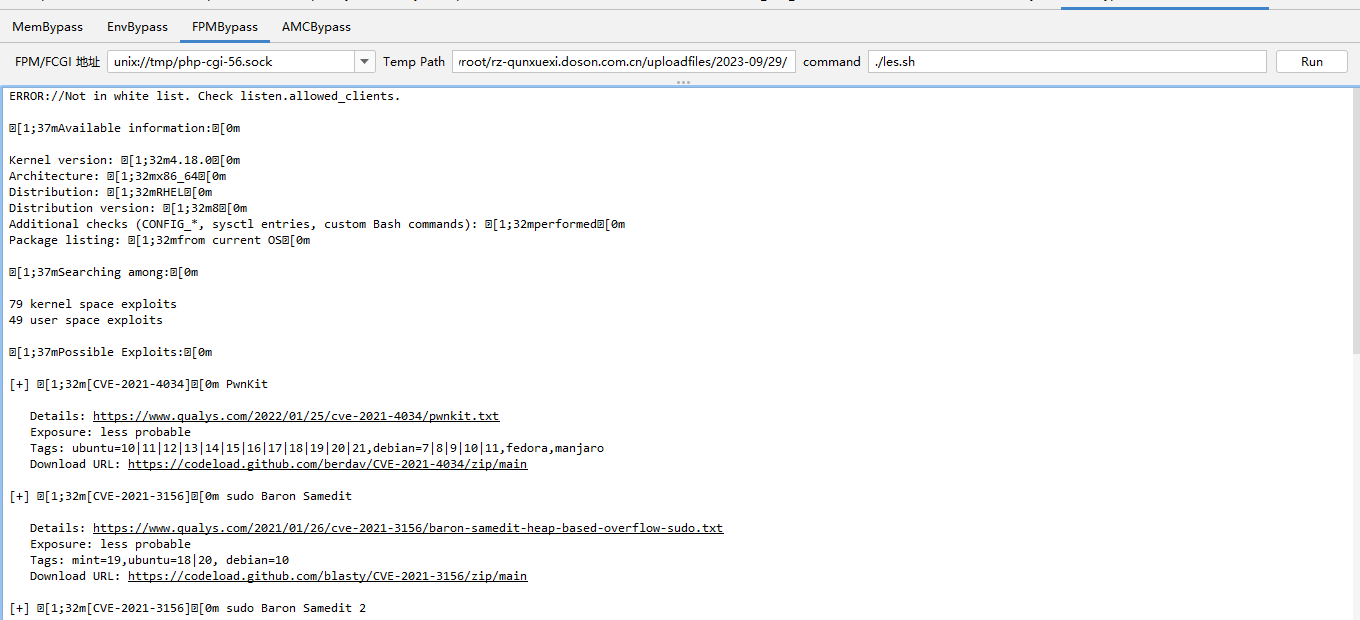 MemBypass EnvBypass FPMBypass AMCBypass
FPM/FCGI 地址 unix://tmp/php-cgi-56.sock Temp Path root/rz-qunxuexi.doson.com.cn/uploadfiles/2023-09/29/ command ./les.sh Run
ERROR://Not in white list. Check listen.allowed_clients.
[1;37mAvailable information:[0m
Kernel version: [1;32m4.18.0[0m
Architecture: [1;32mx86_64[0m
Distribution: [1;32mRHEL[0m
Distribution version: [1;32m8[0m
Additional checks (CONFIG_*, sysctl entries, custom Bash commands): [1;32mperformed[0m
Package listing: [1;32mfrom current OS[0m
[1;37mSearching among:[0m
79 kernel space exploits
49 user space exploits
[1;37mPossible Exploits:[0m
[+] [1;32m[CVE-2021-4034][0m PwnKit
Details: https://www.qualys.com/2022/01/25/cve-2021-4034/pwnkit.txt
Exposure: less probable
Tags: ubuntu=10|11|12|13|14|15|16|17|18|19|20|21,debian=7|8|9|10|11,fedora,manjaro
Download URL: https://codeload.github.com/berdav/CVE-2021-4034/zip/main
[+] [1;32m[CVE-2021-3156][0m sudo Baron Samedit
Details: https://www.qualys.com/2021/01/26/cve-2021-3156/baron-samedit-heap-based-overflow-sudo.txt
Exposure: less probable
Tags: mint=19,ubuntu=18|20, debian=10
Download URL: https://codeload.github.com/blasty/CVE-2021-3156/zip/main
[+] [1;32m[CVE-2021-3156][0m sudo Baron Samedit 2